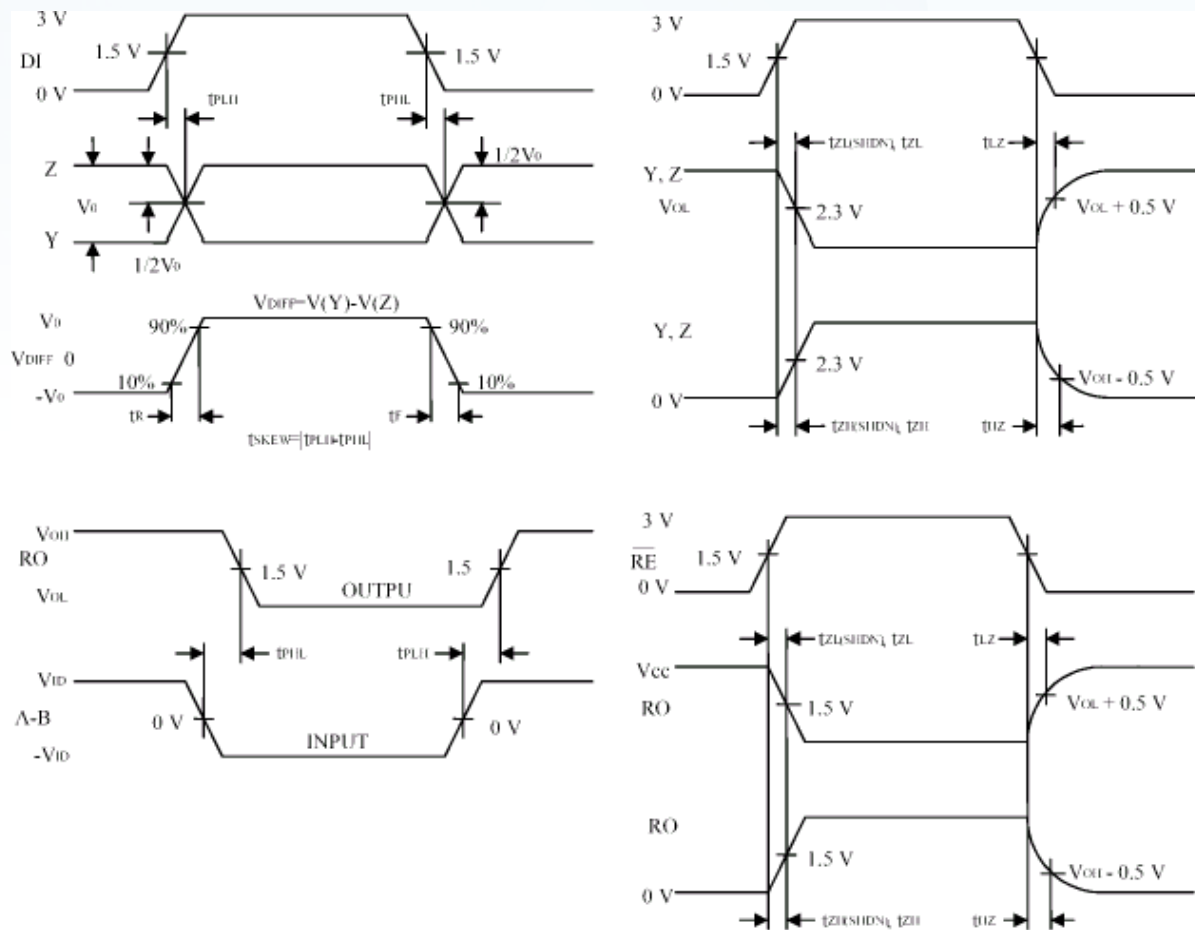 3 V
DI
1.5 V
1.5 V
0 V
tPLH
tPHL
Z
1/2V0
V0
Y
1/2V0
VDIFF=V(Y)-V(Z)
V0
90%
90%
VDIFF 0
10%
10%
-V0
tR
tF
tSKEW=|tPLH-tPHL|
3 V
1.5 V
0 V
tZL(SHDN), tZL
tLZ
Y, Z
VOL
2.3 V
VOL + 0.5 V
Y, Z
2.3 V
VOH - 0.5 V
0 V
tZH(SHDN), tZH
tHZ
VOH
RO
1.5 V
1.5
VOL
OUTPU
tPHL
tPLH
VID
A-B
0 V
0 V
INPUT
-VID
3 V
RE
1.5 V
0 V
tZL(SHDN), tZL
tLZ
Vcc
RO
1.5 V
VOL + 0.5 V
RO
1.5 V
VOH - 0.5 V
0 V
tZH(SHDN), tZH
tHZ